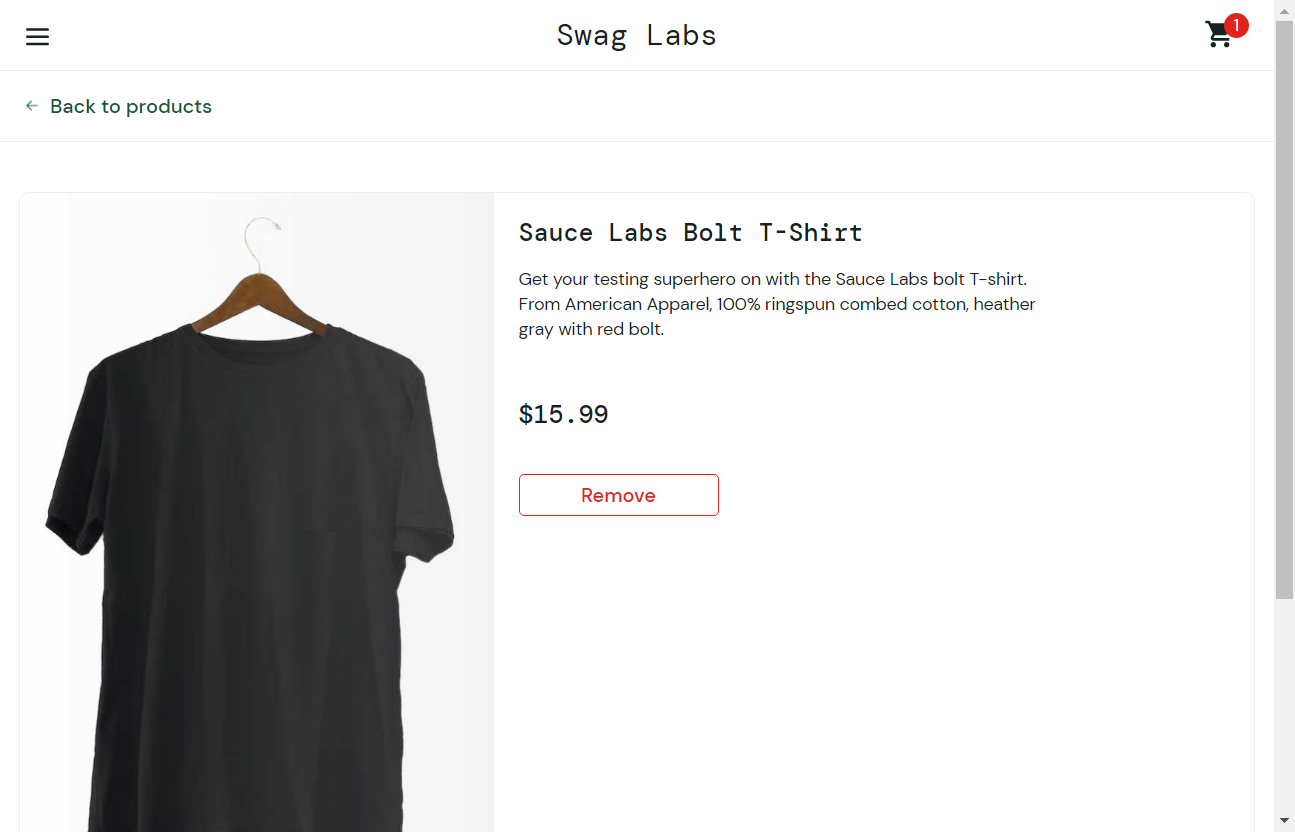 Swag Labs
1
Back to products
Sauce Labs Bolt T-Shirt
Get your testing superhero on with the Sauce Labs bolt T-shirt.
From American Apparel, 100% ringspun combed cotton, heather
gray with red bolt.
$15.99
Remove